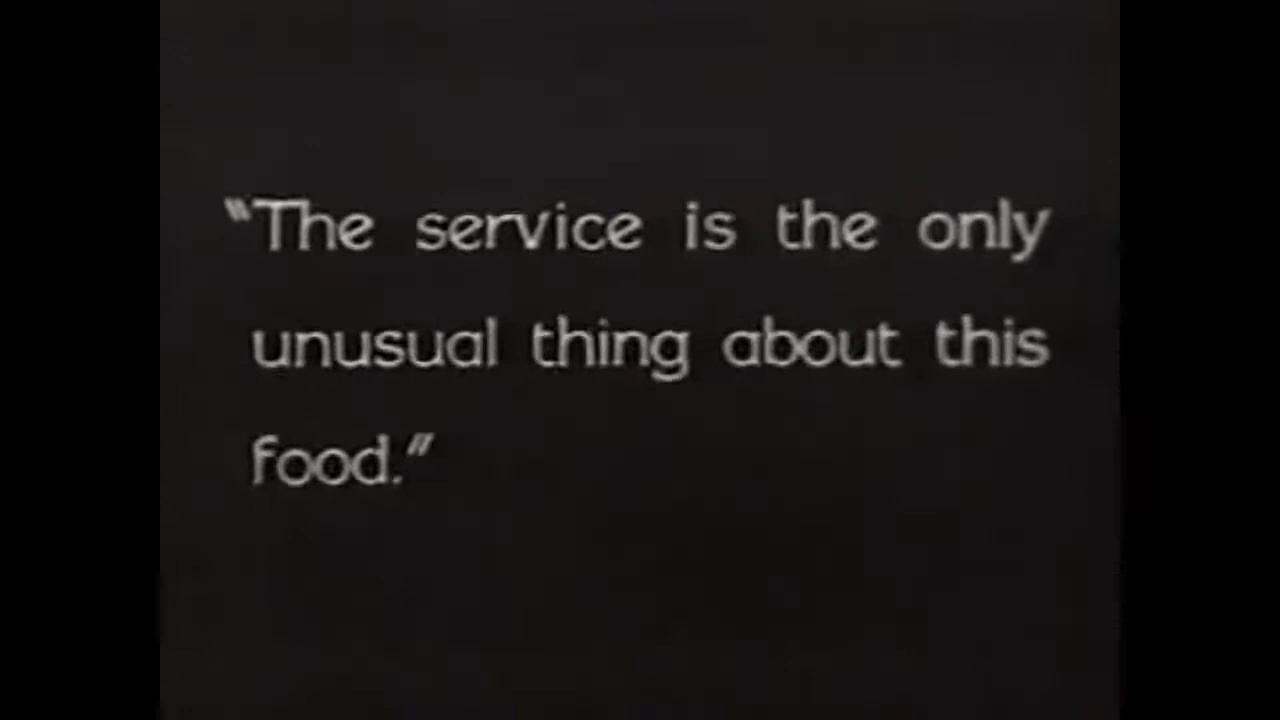 “The service is the only
unusual thing about this
food.”